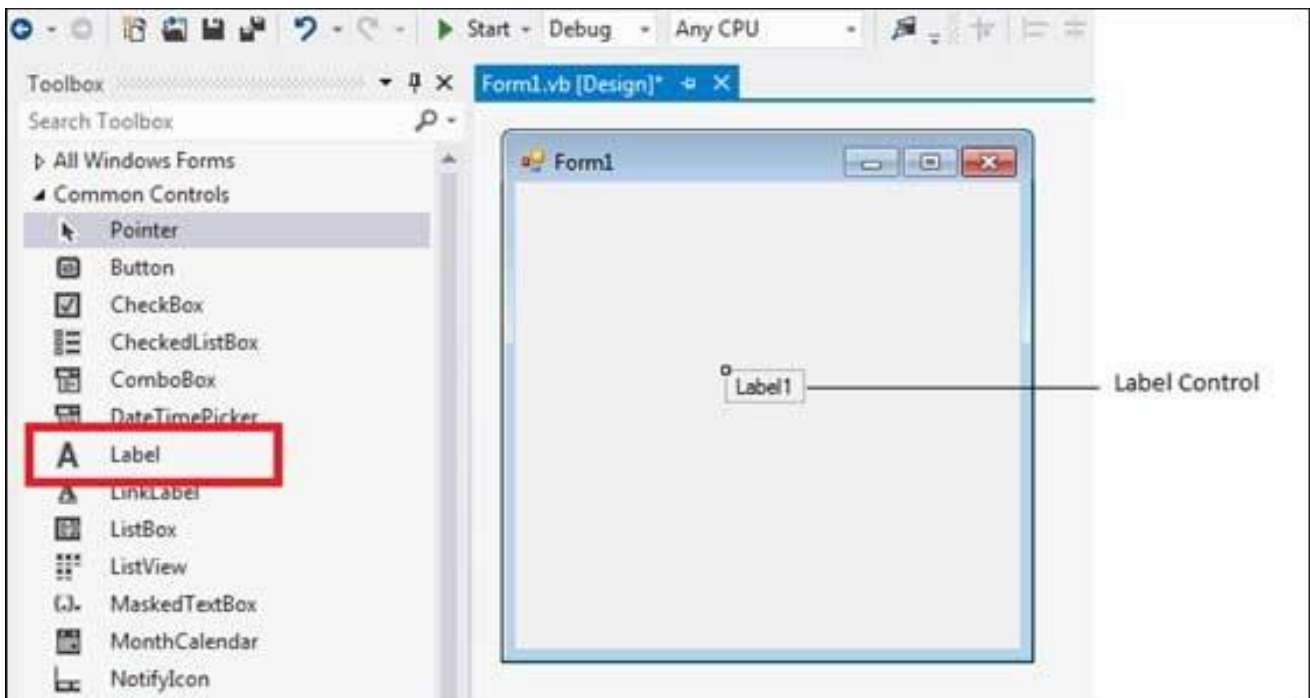 Start Debug Any CPU
Toolbox
Form1.vb [Design]*
Search Toolbox
All Windows Forms
Form1
Common Controls
Pointer
Button
CheckBox
CheckedListBox
ComboBox
Label1
Label Control
DateTimePicker
A Label
A LinkLabel
ListBox
ListView
MaskedTextBox
MonthCalendar
NotifyIcon